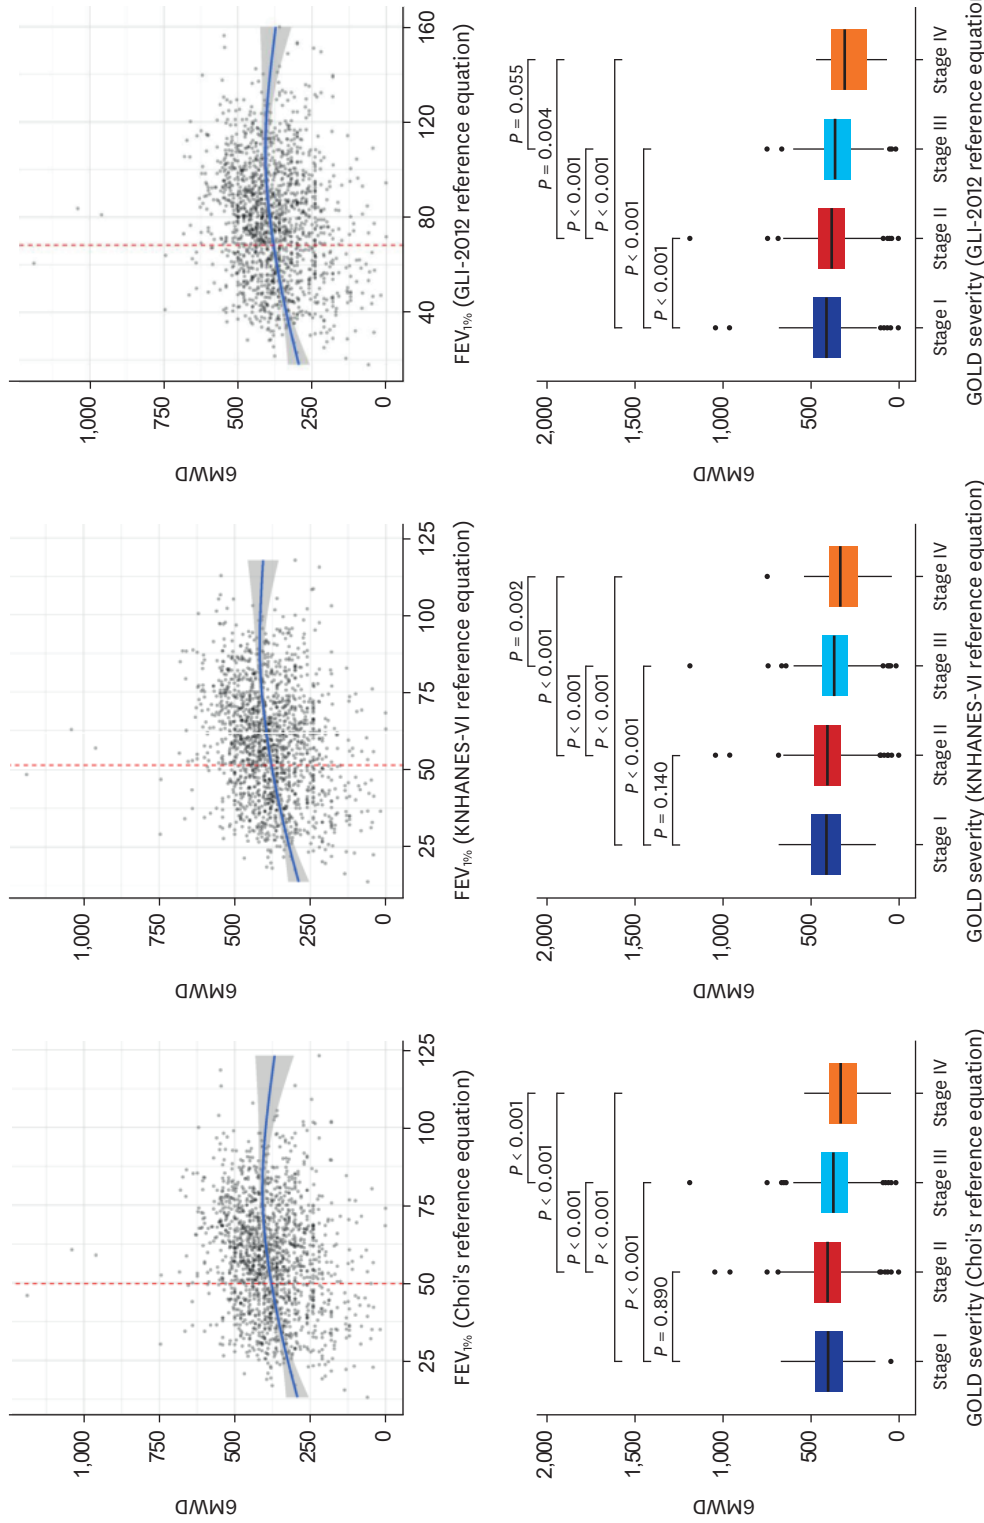 6MWD
1,000
750
500
250
0
25
50
75
100
125
FEV1% (Choi's reference equation)
6MWD
1,000
750
500
250
0
25
50
75
100
125
FEV1% (KNHANES-VI reference equation)
6MWD
1,000
750
500
250
0
40
80
120
160
FEV1% (GLI-2012 reference equation)
6MWD
2,000
1,500
1,000
500
0
P < 0.001
P < 0.001
P < 0.001
P < 0.001
P < 0.001
P = 0.890
Stage I
Stage II
Stage III
Stage IV
GOLD severity (Choi's reference equation)
6MWD
2,000
1,500
1,000
500
0
P = 0.002
P < 0.001
P < 0.001
P < 0.001
P < 0.001
P = 0.140
Stage I
Stage II
Stage III
Stage IV
GOLD severity (KNHANES-VI reference equation)
6MWD
2,000
1,500
1,000
500
0
P = 0.055
P = 0.004
P < 0.001
P < 0.001
P < 0.001
P < 0.001
Stage I
Stage II
Stage III
Stage IV
GOLD severity (GLI-2012 reference equation)